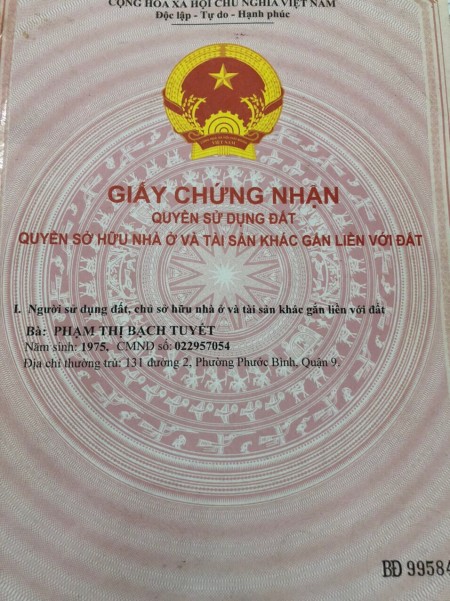 CỘNG HÒA XÃ HỘI CHỦ NGHĨA VIỆT NAM
Độc lập - Tự do - Hạnh phúc
VIỆT NAM
GIẤY CHỨNG NHẬN
QUYỀN SỬ DỤNG ĐẤT
QUYỀN SỞ HỮU NHÀ Ở VÀ TÀI SẢN KHÁC GẮN LIỀN VỚI ĐẤT
I. Người sử dụng đất, chủ sở hữu nhà ở và tài sản khác gắn liền với đất
Bà: PHẠM THỊ BẠCH TUYẾT
Năm sinh: 1975, CMND số: 022957054
Địa chỉ thường trú: 131 đường 2, Phường Phước Bình, Quận 9.
BĐ 99584